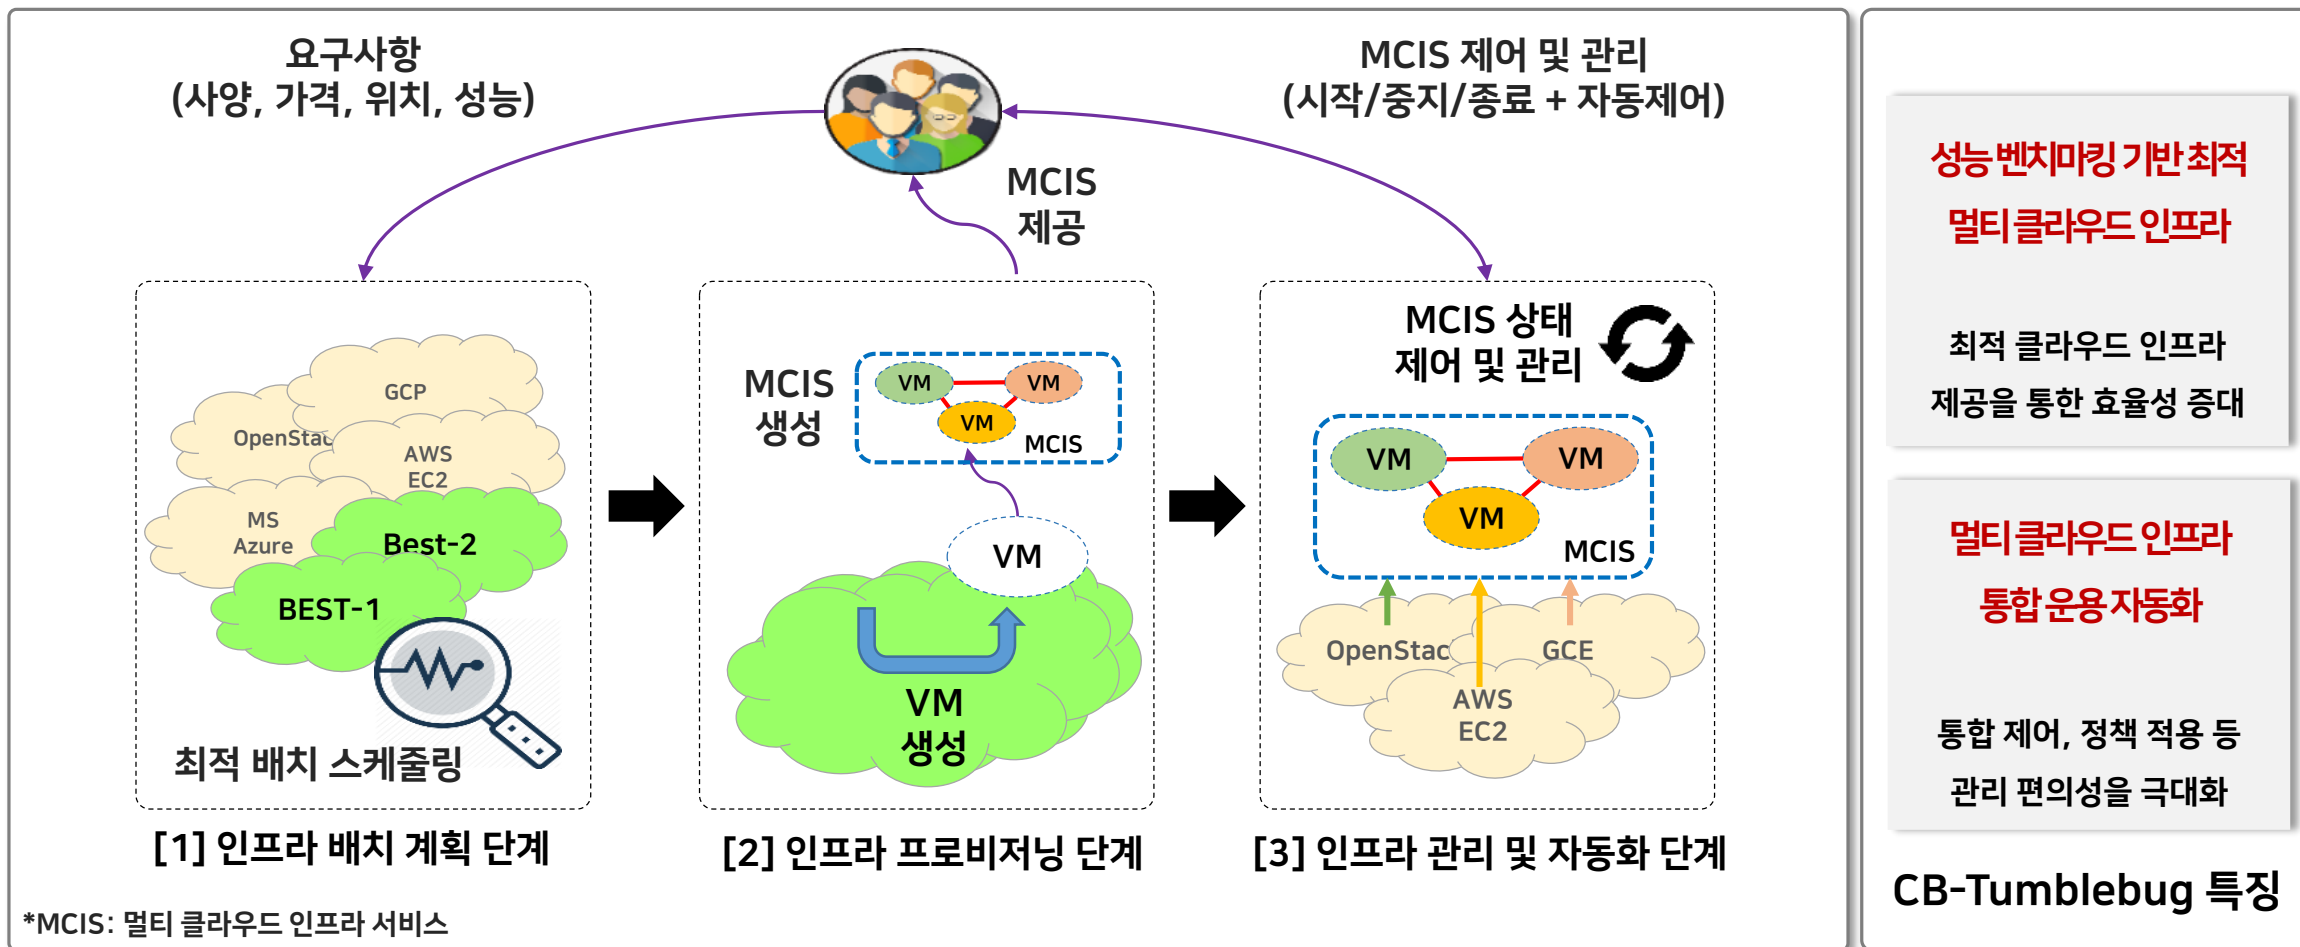 요구사항
(사양, 가격, 위치, 성능)
MCIS 제어 및 관리
(시작/중지/종료 + 자동제어)
MCIS
제공
GCP
OpenStac
AWS
EC2
MS
Azure
Best-2
BEST-1
최적 배치 스케줄링
[1] 인프라 배치 계획 단계
MCIS
생성
VM
VM
VM
MCIS
VM
VM
생성
[2] 인프라 프로비저닝 단계
MCIS 상태
제어 및 관리
VM
VM
VM
MCIS
OpenStac
GCE
AWS
EC2
[3] 인프라 관리 및 자동화 단계
*MCIS: 멀티 클라우드 인프라 서비스
성능 벤치마킹 기반 최적
멀티 클라우드 인프라
최적 클라우드 인프라
제공을 통한 효율성 증대
멀티 클라우드 인프라
통합 운용 자동화
통합 제어, 정책 적용 등
관리 편의성을 극대화
CB-Tumblebug 특징